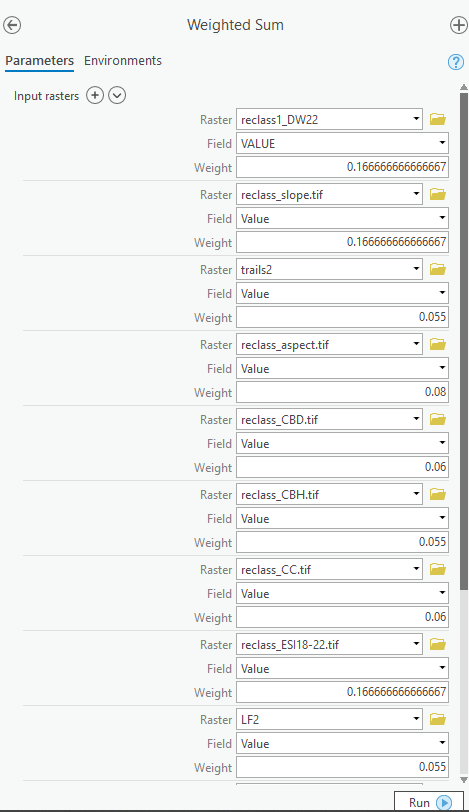 Weighted Sum
Parameters Environments
Input rasters
Raster reclass1_DW22
Field VALUE
Weight 0.166666666666667
Raster reclass_slope.tif
Field Value
Weight 0.166666666666667
Raster trails2
Field Value
Weight 0.055
Raster reclass_aspect.tif
Field Value
Weight 0.08
Raster reclass_CBD.tif
Field Value
Weight 0.06
Raster reclass_CBH.tif
Field Value
Weight 0.055
Raster reclass_CC.tif
Field Value
Weight 0.06
Raster reclass_ESI18-22.tif
Field Value
Weight 0.166666666666667
Raster LF2
Field Value
Weight 0.055
Run